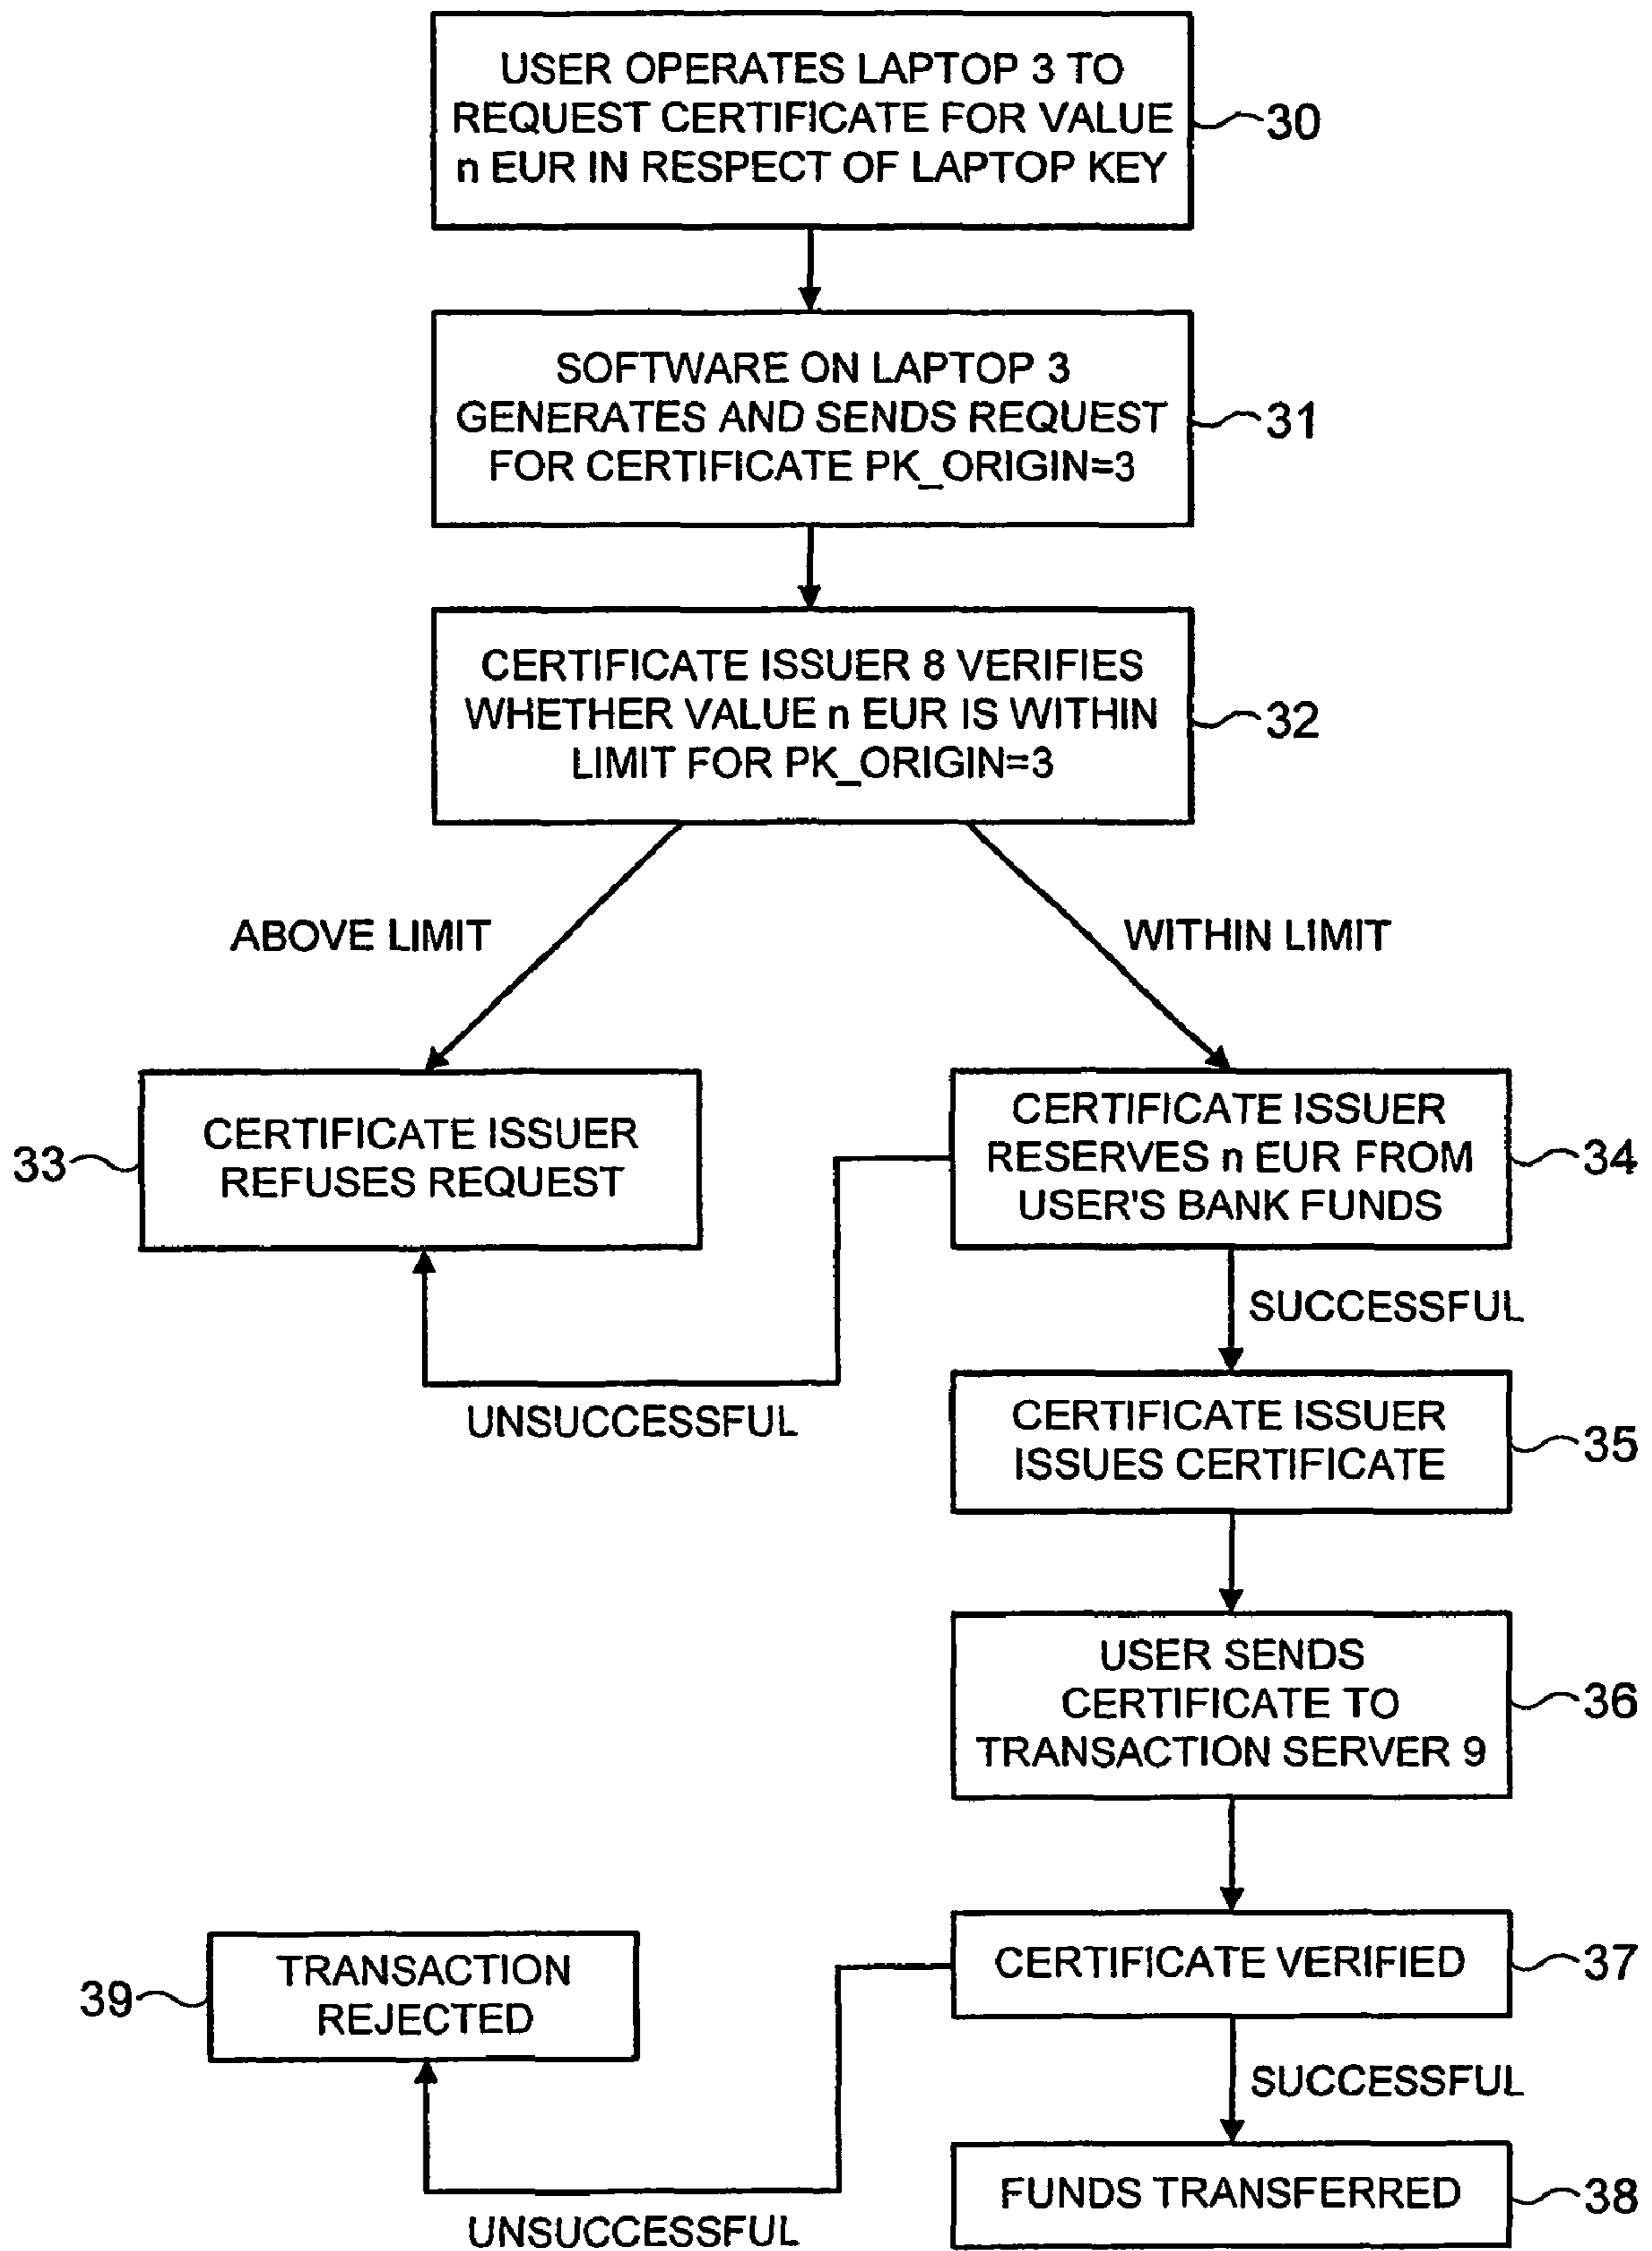 USER OPERATES LAPTOP 3 TO
REQUEST CERTIFICATE FOR VALUE
n EUR IN RESPECT OF LAPTOP KEY
30
SOFTWARE ON LAPTOP 3
GENERATES AND SENDS REQUEST
FOR CERTIFICATE PK_ORIGIN=3
31
CERTIFICATE ISSUER 8 VERIFIES
WHETHER VALUE n EUR IS WITHIN
LIMIT FOR PK_ORIGIN=3
32
ABOVE LIMIT
WITHIN LIMIT
33
CERTIFICATE ISSUER
REFUSES REQUEST
CERTIFICATE ISSUER
RESERVES n EUR FROM
USER'S BANK FUNDS
34
SUCCESSFUL
UNSUCCESSFUL
CERTIFICATE ISSUER
ISSUES CERTIFICATE
35
USER SENDS
CERTIFICATE TO
TRANSACTION SERVER 9
36
CERTIFICATE VERIFIED
37
39
TRANSACTION
REJECTED
SUCCESSFUL
UNSUCCESSFUL
FUNDS TRANSFERRED
38